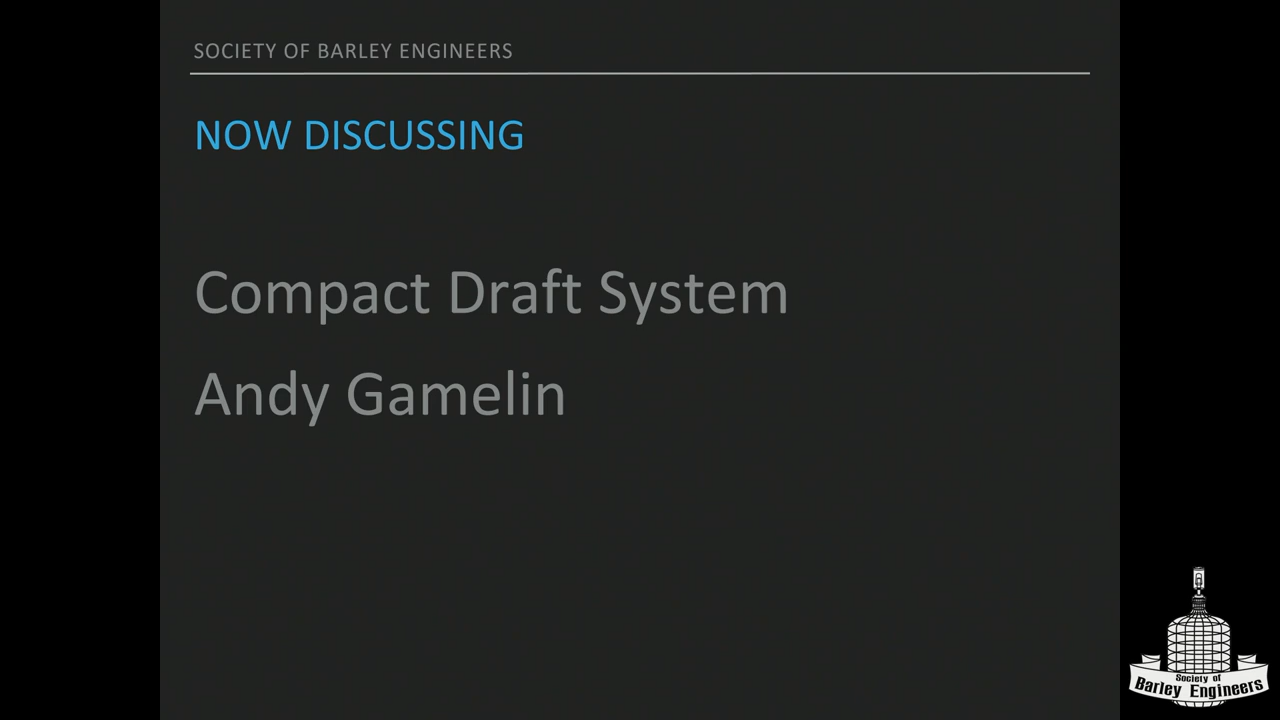 SOCIETY OF BARLEY ENGINEERS
NOW DISCUSSING
Compact Draft System
Andy Gamelin
Society of
Barley Engineers